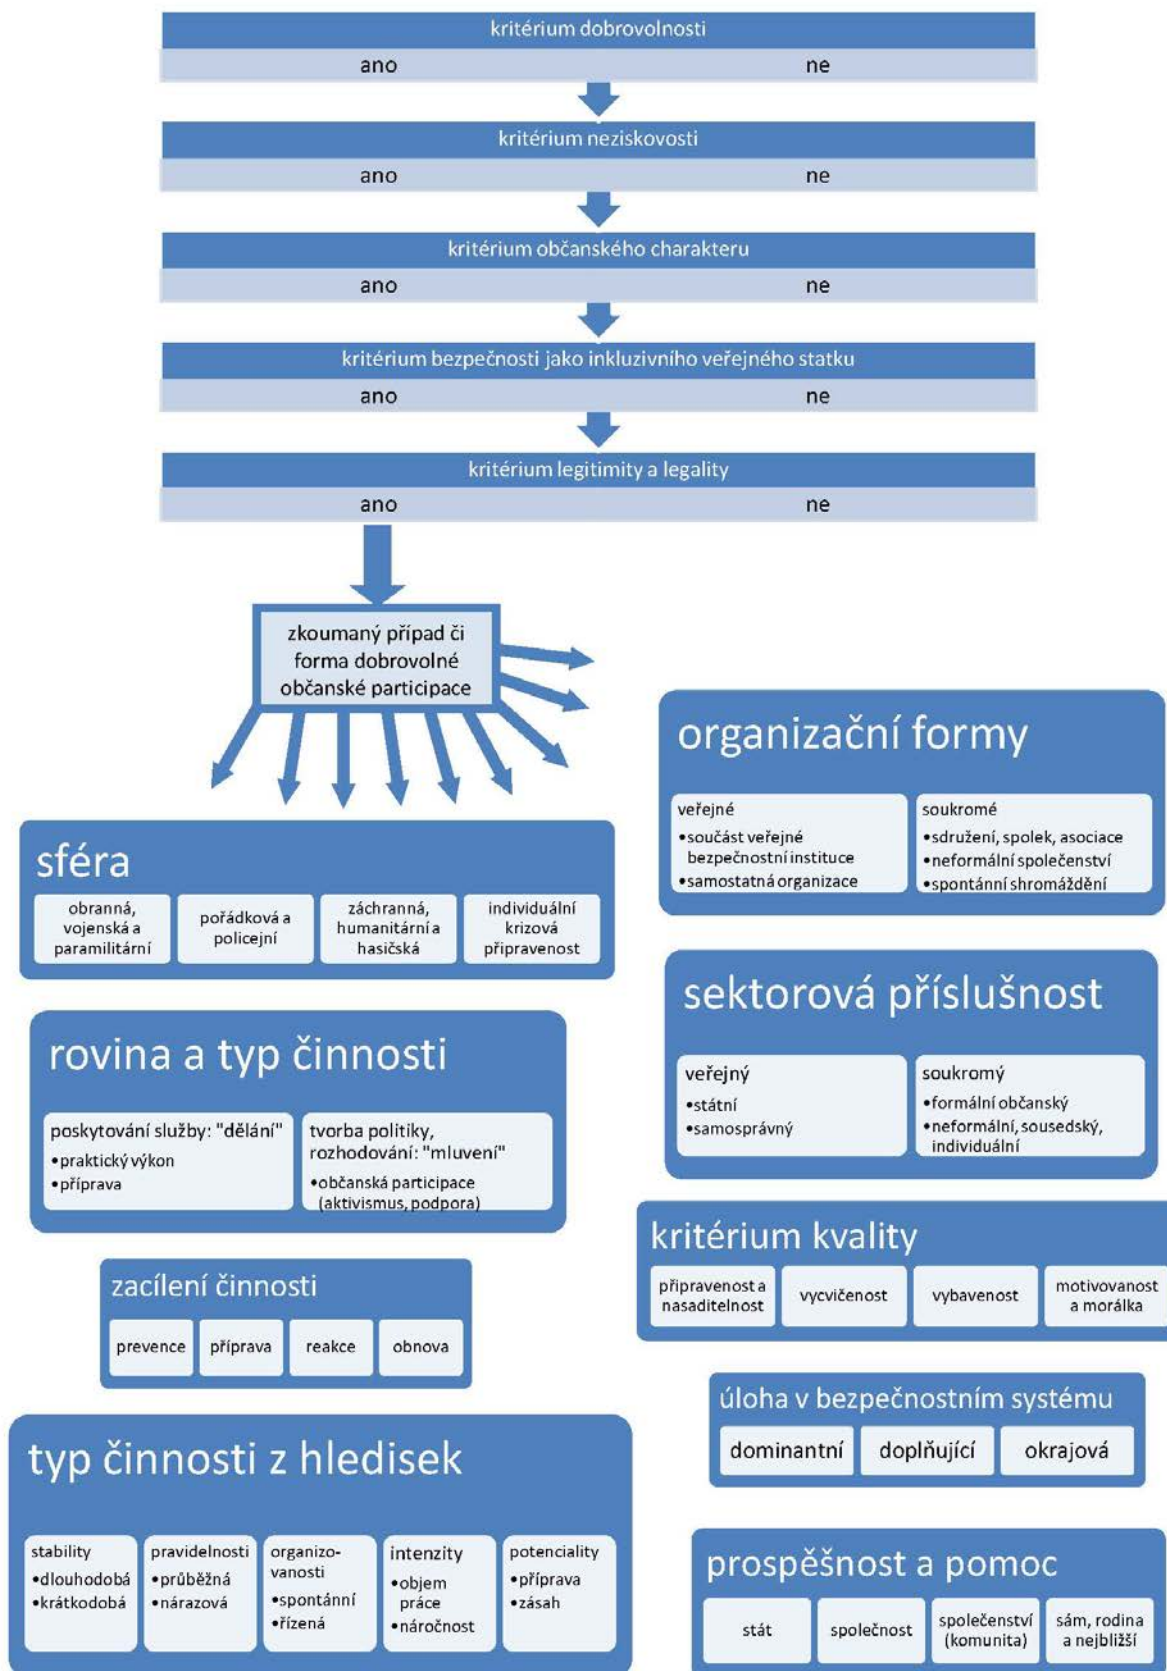 kritérium dobrovolnosti
ano ne
kritérium neziskovosti
ano ne
kritérium občanského charakteru
ano ne
kritérium bezpečnosti jako inkluzivního veřejného statku
ano ne
kritérium legitimity a legality
ano ne
zkoumaný případ či
forma dobrovolné
občanské participace
organizační formy
veřejné
•součást veřejné
bezpečnostní instituce
•samostatná organizace
soukromé
•sdružení, spolek, asociace
•neformální společenství
•spontánní shromáždění
sféra
obranná,
vojenská a
paramilitární
pořádková a
policejní
záchranná,
humanitární a
hasičská
individuální
krizová
připravenost
sektorová příslušnost
veřejný
•státní
•samosprávný
soukromý
•formální občanský
•neformální, sousedský,
individuální
rovina a typ činnosti
poskytování služby: "dělání"
•praktický výkon
•příprava
tvorba politiky,
rozhodování: "mluvení"
•občanská participace
(aktivismus, podpora)
kritérium kvality
připravenost a
nasaditelnost
vycvičenost
vybavenost
motivovanost
a morálka
zacílení činnosti
prevence
příprava
reakce
obnova
úloha v bezpečnostním systému
dominantní
doplňující
okrajová
typ činnosti z hledisek
stability
•dlouhodobá
•krátkodobá
pravidelnosti
•průběžná
•nárazová
organizo-
vanosti
•spontánní
•řízená
intenzity
•objem
práce
•náročnost
potenciality
•příprava
•zásah
prospěšnost a pomoc
stát
společnost
společenství
(komunita)
sám, rodina
a nejbližší